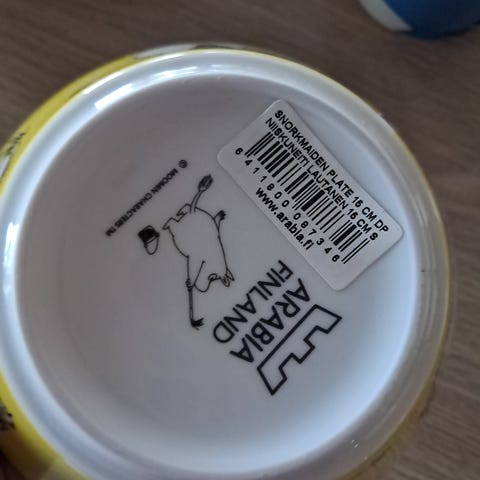 SNORKMAIDEN PLATE 15 CM DP
NIISKUNEITI LAUTANEN 15 CM S
6 411800 087346
www.arabia.fi
© MOOMIN CHARACTERS TM
ARABIA
FINLAND